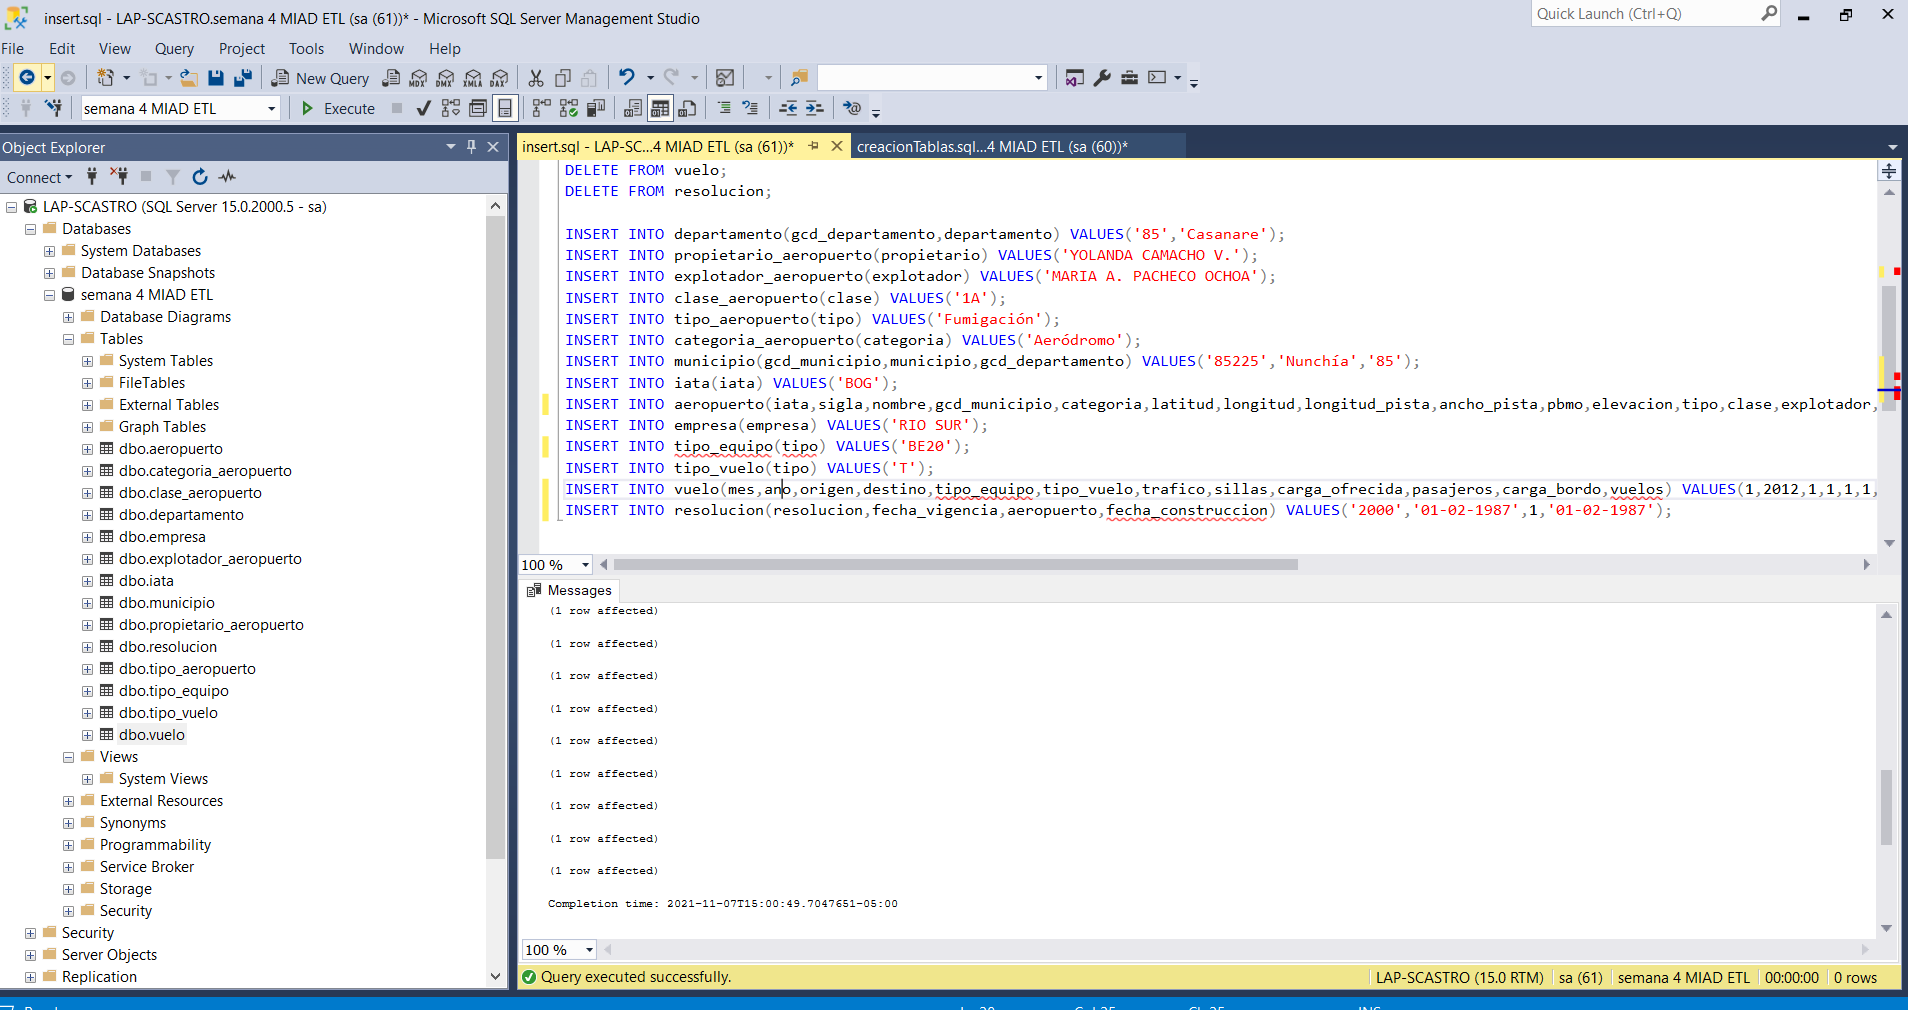 insert.sql - LAP-SCASTRO.semana 4 MIAD ETL (sa (61))* - Microsoft SQL Server Management Studio
Quick Launch (Ctrl+Q)
File Edit View Query Project Tools Window Help
New Query MDX DMX XMLA DAX
semana 4 MIAD ETL Execute
Object Explorer
Connect
LAP-SCASTRO (SQL Server 15.0.2000.5 - sa)
Databases
System Databases
Database Snapshots
semana 4 MIAD ETL
Database Diagrams
Tables
System Tables
FileTables
External Tables
Graph Tables
dbo.aeropuerto
dbo.categoria_aeropuerto
dbo.clase_aeropuerto
dbo.departamento
dbo.empresa
dbo.explotador_aeropuerto
dbo.iata
dbo.municipio
dbo.propietario_aeropuerto
dbo.resolucion
dbo.tipo_aeropuerto
dbo.tipo_equipo
dbo.tipo_vuelo
dbo.vuelo
Views
System Views
External Resources
Synonyms
Programmability
Service Broker
Storage
Security
Security
Server Objects
Replication
insert.sql - LAP-SC...4 MIAD ETL (sa (61))* creacionTablas.sql...4 MIAD ETL (sa (60))*
DELETE FROM vuelo;
DELETE FROM resolucion;
INSERT INTO departamento(gcd_departamento,departamento) VALUES('85','Casanare');
INSERT INTO propietario_aeropuerto(propietario) VALUES('YOLANDA CAMACHO V.');
INSERT INTO explotador_aeropuerto(explotador) VALUES('MARIA A. PACHECO OCHOA');
INSERT INTO clase_aeropuerto(clase) VALUES('1A');
INSERT INTO tipo_aeropuerto(tipo) VALUES('Fumigación');
INSERT INTO categoria_aeropuerto(categoria) VALUES('Aeródromo');
INSERT INTO municipio(gcd_municipio,municipio,gcd_departamento) VALUES('85225','Nunchía','85');
INSERT INTO iata(iata) VALUES('BOG');
INSERT INTO aeropuerto(iata,sigla,nombre,gcd_municipio,categoria,latitud,longitud,longitud_pista,ancho_pista,pbmo,elevacion,tipo,clase,explotador,
INSERT INTO empresa(empresa) VALUES('RIO SUR');
INSERT INTO tipo_equipo(tipo) VALUES('BE20');
INSERT INTO tipo_vuelo(tipo) VALUES('T');
INSERT INTO vuelo(mes,ano,origen,destino,tipo_equipo,tipo_vuelo,trafico,sillas,carga_ofrecida,pasajeros,carga_bordo,vuelos) VALUES(1,2012,1,1,1,1,
INSERT INTO resolucion(resolucion,fecha_vigencia,aeropuerto,fecha_construccion) VALUES('2000','01-02-1987',1,'01-02-1987');
100 %
Messages
(1 row affected)
(1 row affected)
(1 row affected)
(1 row affected)
(1 row affected)
(1 row affected)
(1 row affected)
(1 row affected)
(1 row affected)
Completion time: 2021-11-07T15:00:49.7047651-05:00
100 %
Query executed successfully. LAP-SCASTRO (15.0 RTM) sa (61) semana 4 MIAD ETL 00:00:00 0 rows